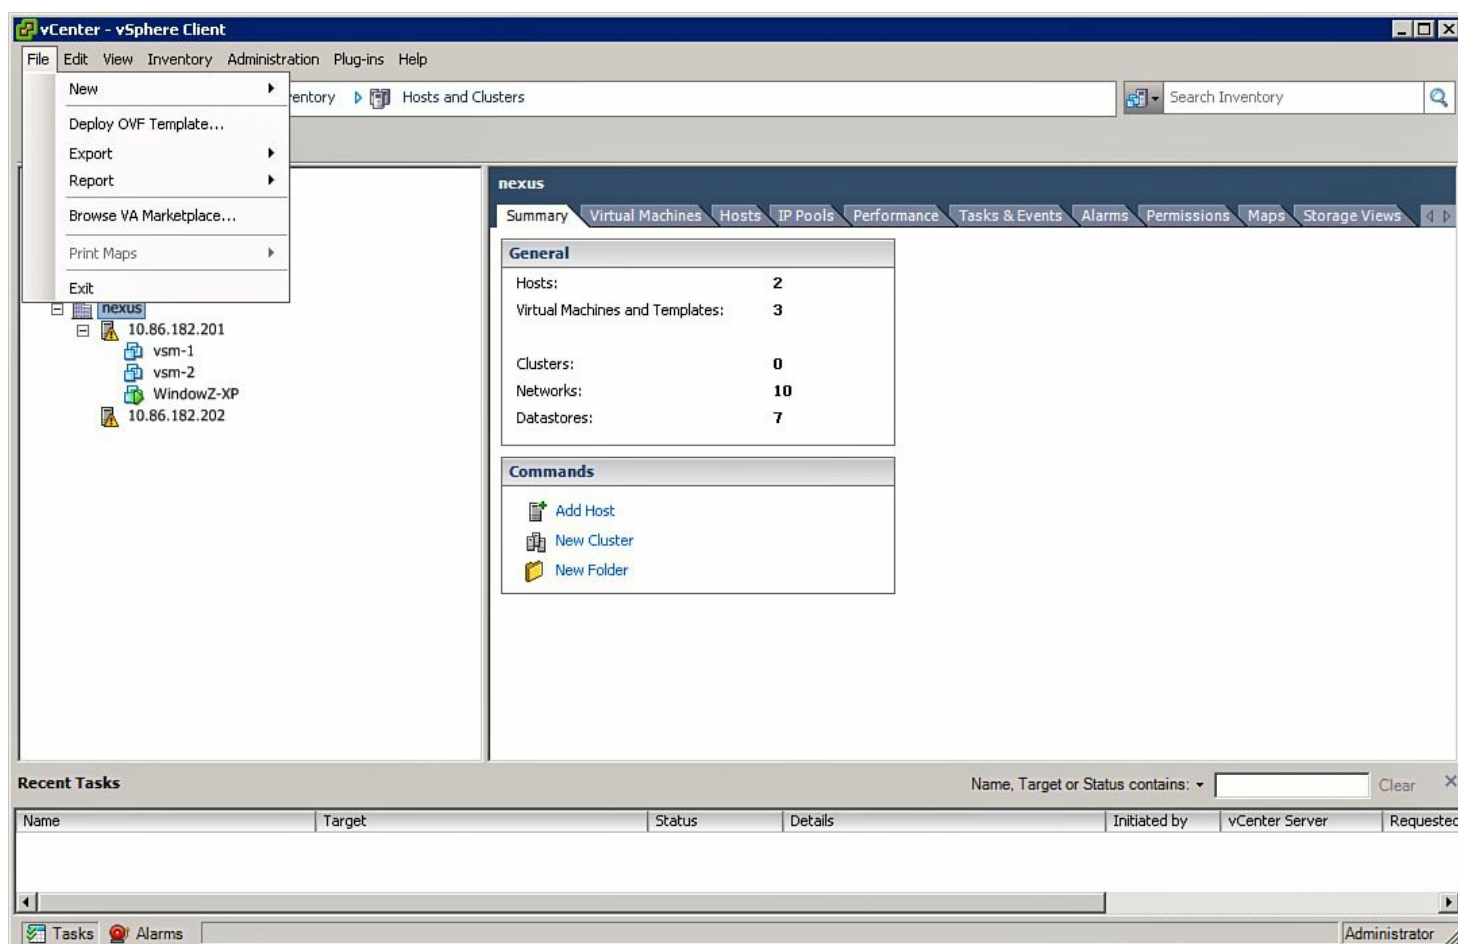 vCenter - vSphere Client
File Edit View Inventory Administration Plug-ins Help
New
Deploy OVF Template...
Export
Report
Browse VA Marketplace...
Print Maps
Exit
entory Hosts and Clusters
Search Inventory
nexus
10.86.182.201
vsm-1
vsm-2
WindowZ-XP
10.86.182.202
nexus
Summary Virtual Machines Hosts IP Pools Performance Tasks & Events Alarms Permissions Maps Storage Views
General
Hosts: 2
Virtual Machines and Templates: 3
Clusters: 0
Networks: 10
Datastores: 7
Commands
Add Host
New Cluster
New Folder
Recent Tasks
Name, Target or Status contains: Clear
Name Target Status Details Initiated by vCenter Server Requested
Tasks Alarms Administrator